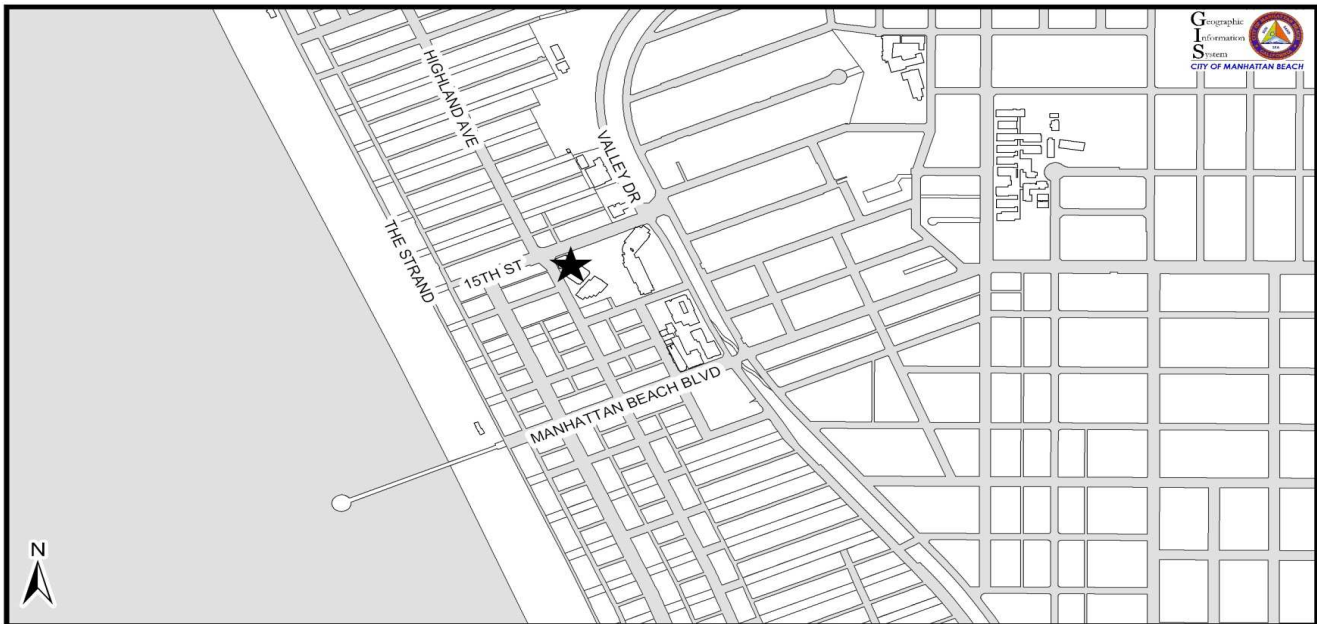 Geographic
Information
System
CITY OF MANHATTAN BEACH
HIGHLAND AVE
VALLEY DR
THE STRAND
15TH ST
MANHATTAN BEACH BLVD
N